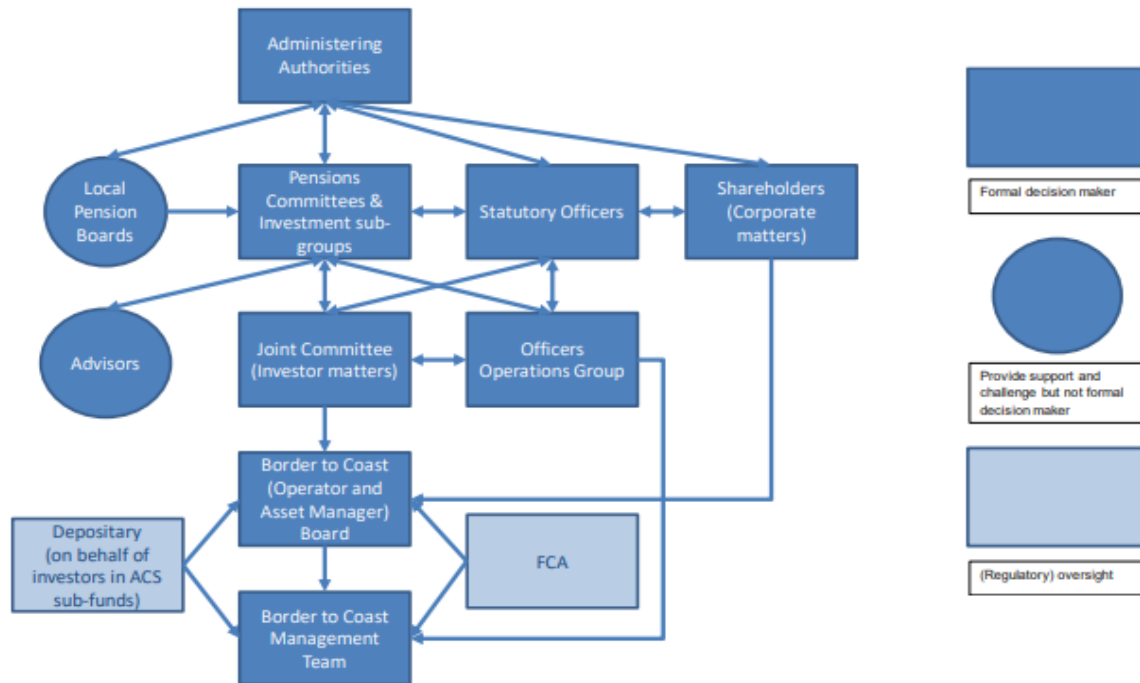 Administering
Authorities
Local
Pension
Boards
Pensions
Committees &
Investment sub-
groups
Statutory Officers
Shareholders
(Corporate
matters)
Formal decision maker
Advisors
Joint Committee
(Investor matters)
Officers
Operations Group
Provide support and
challenge but not formal
decision maker
Border to Coast
(Operator and
Asset Manager)
Board
Depositary
(on behalf of
investors in ACS
sub-funds)
FCA
(Regulatory) oversight
Border to Coast
Management
Team